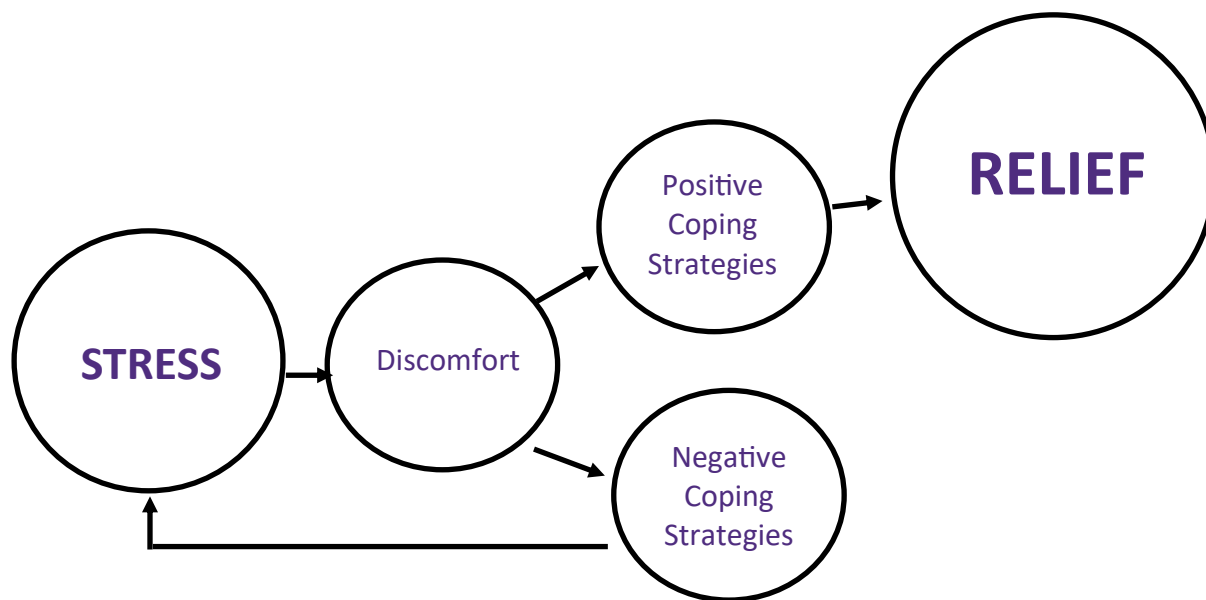 STRESS
Discomfort
Positive
Coping
Strategies
RELIEF
Negative
Coping
Strategies